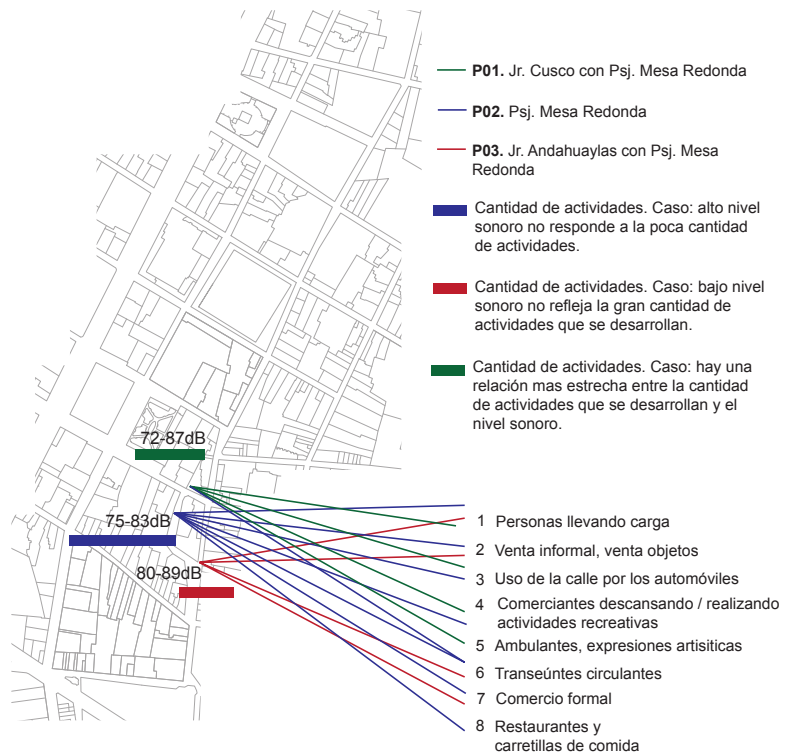 P01. Jr. Cusco con Psj. Mesa Redonda
P02. Psj. Mesa Redonda
P03. Jr. Andahuaylas con Psj. Mesa
Redonda
Cantidad de actividades. Caso: alto nivel
sonoro no responde a la poca cantidad
de actividades.
Cantidad de actividades. Caso: bajo nivel
sonoro no refleja la gran cantidad de
actividades que se desarrollan.
Cantidad de actividades. Caso: hay una
relación mas estrecha entre la cantidad
de actividades que se desarrollan y el
nivel sonoro.
72-87dB
75-83dB
80-89dB
1 Personas llevando carga
2 Venta informal, venta objetos
3 Uso de la calle por los automóviles
4 Comerciantes descansando / realizando
actividades recreativas
5 Ambulantes, expresiones artisiticas
6 Transeúntes circulantes
7 Comercio formal
8 Restaurantes y
carretillas de comida